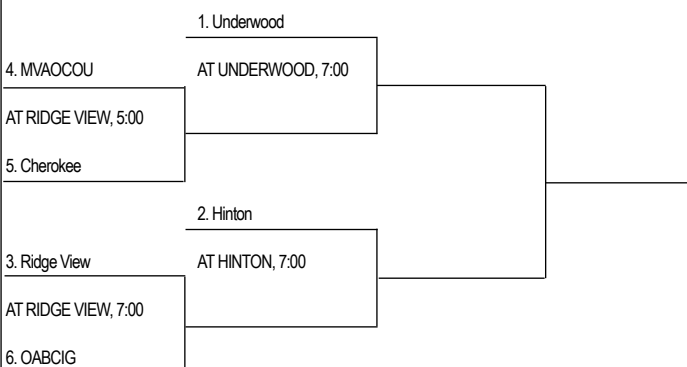 1. Underwood
4. MVAOCOU
AT UNDERWOOD, 7:00
AT RIDGE VIEW, 5:00
5. Cherokee
2. Hinton
3. Ridge View
AT HINTON, 7:00
AT RIDGE VIEW, 7:00
6. OABCIG